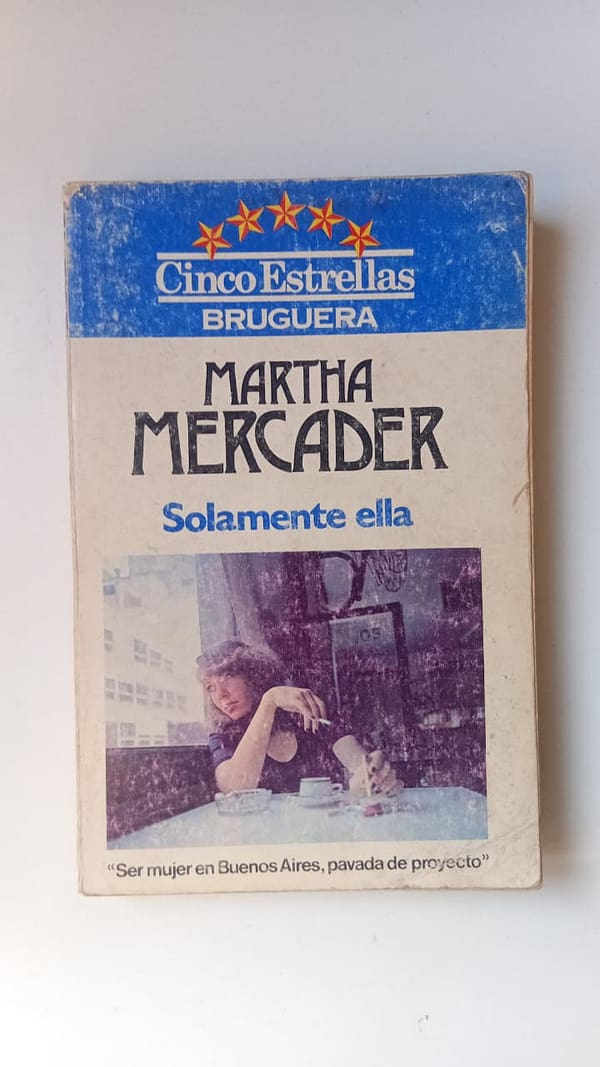 Cinco Estrellas
BRUGUERA
MARTHA
MERCADER
Solamente ella
“Ser mujer en Buenos Aires, pavada de proyecto”